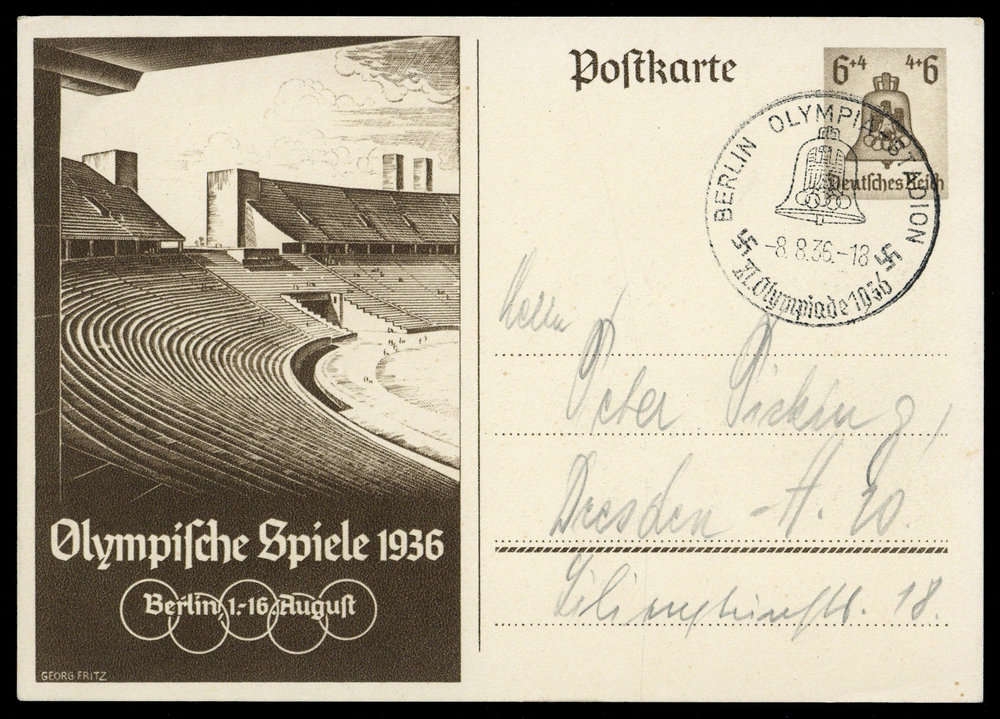 Postkarte
6+4 4+6
Deutsches Reich
BERLIN OLYMPIA-STADION
-8.8.36.-18
XI. Olympiade 1936
Olympische Spiele 1936
Berlin, 1.-16. August
GEORG FRITZ
Herrn
Peter
Dresden-A. 20.
18.